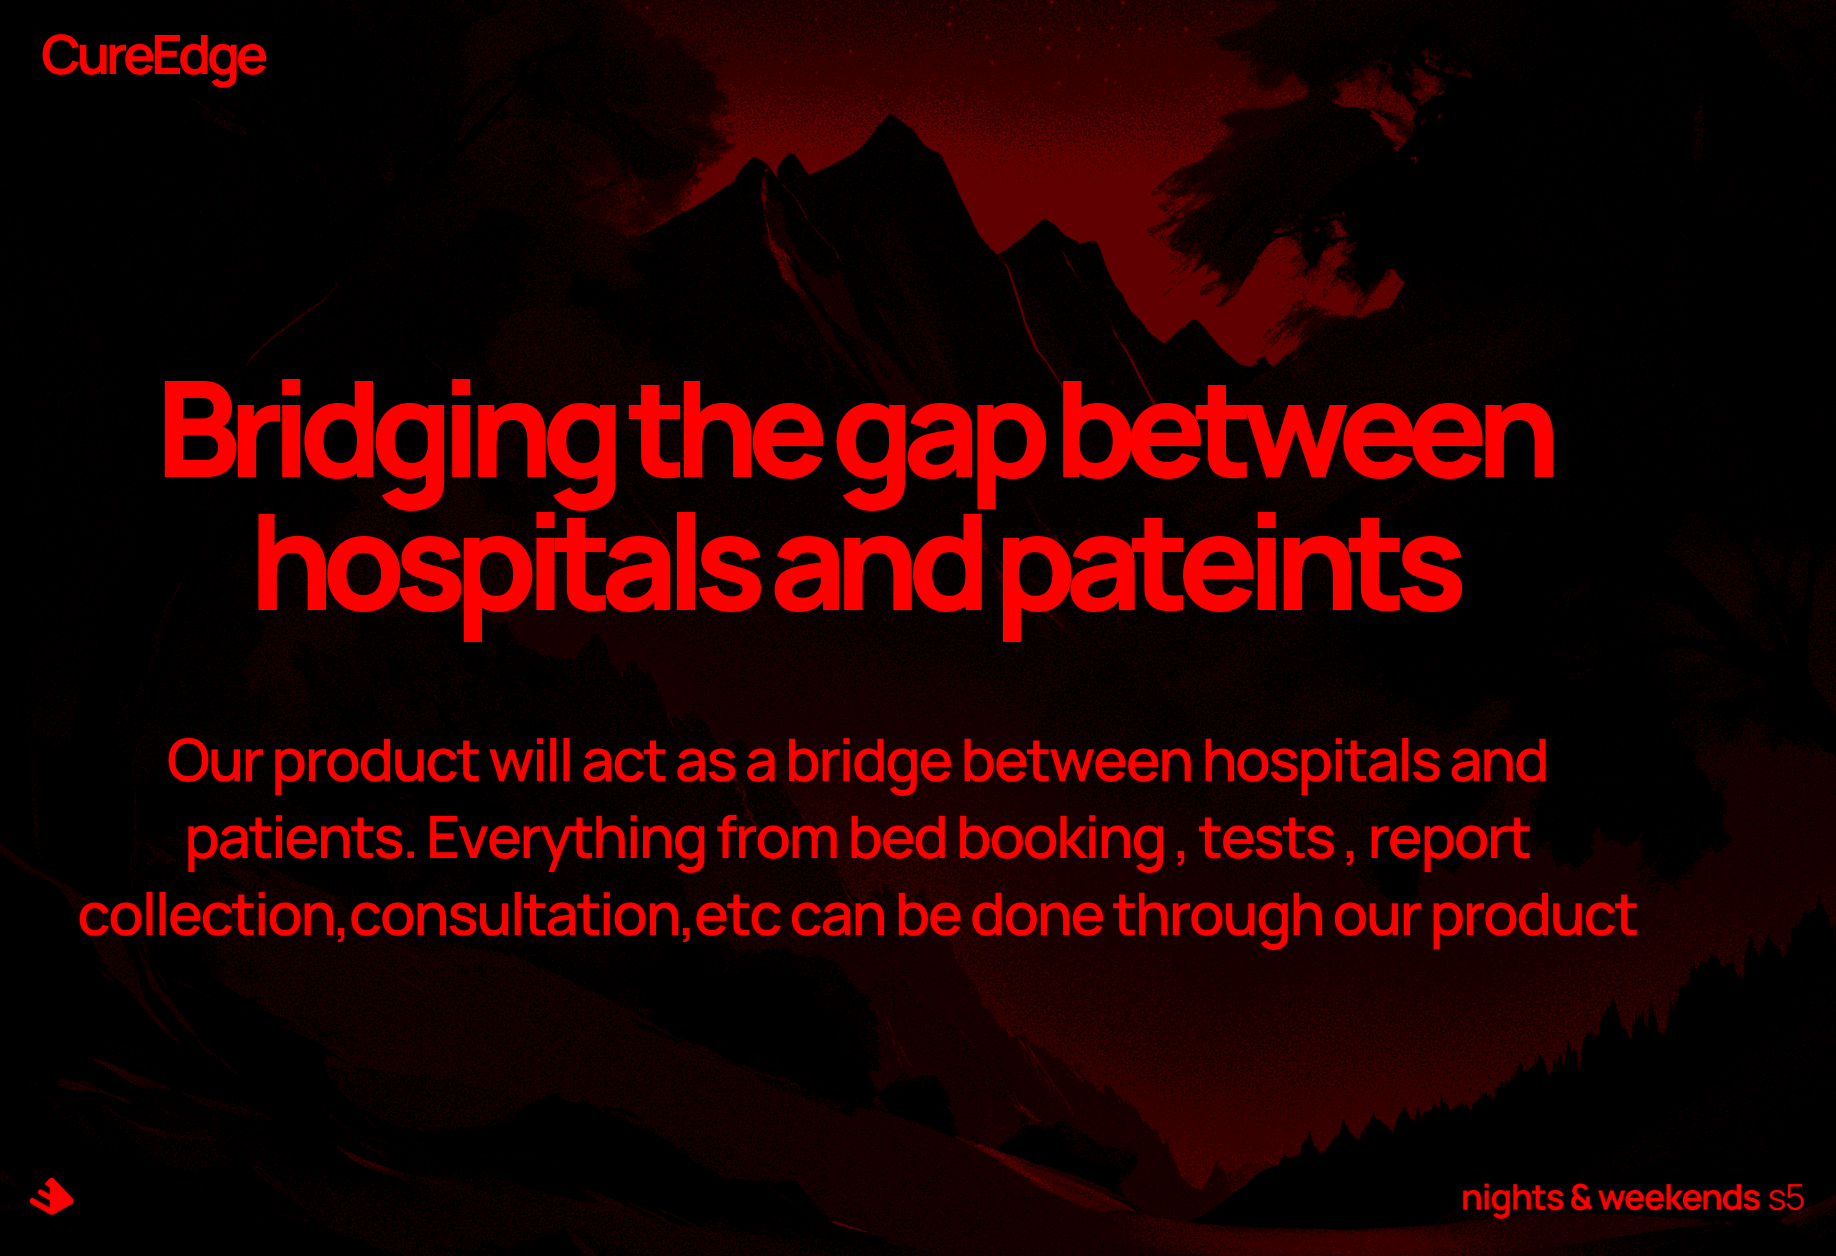 CureEdge
Bridging the gap between
hospitals and pateints
Our product will act as a bridge between hospitals and
patients. Everything from bed booking , tests , report
collection,consultation,etc can be done through our product
nights & weekends s5